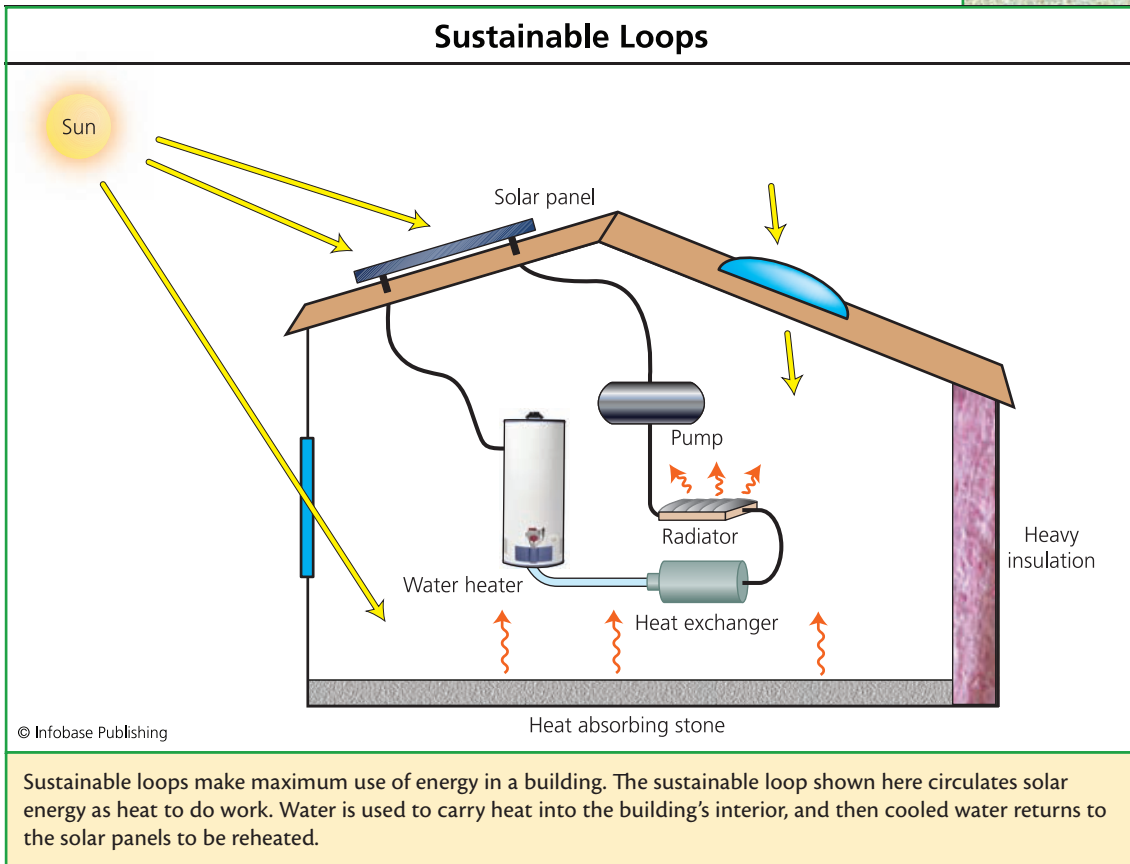 Sustainable Loops
Sun
Solar panel
Pump
Radiator
Water heater
Heat exchanger
Heavy
insulation
Heat absorbing stone
© Infobase Publishing
Sustainable loops make maximum use of energy in a building. The sustainable loop shown here circulates solar
energy as heat to do work. Water is used to carry heat into the building’s interior, and then cooled water returns to
the solar panels to be reheated.